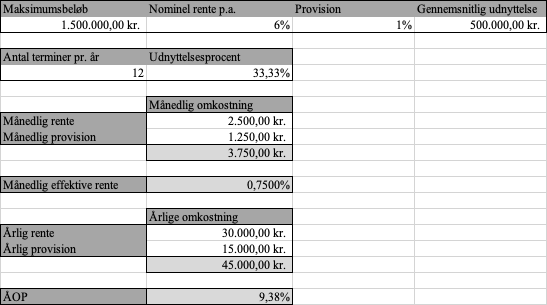 Maksimumsbeløb Nominel rente p.a. Provision Gennemsnitlig udnyttelse
1.500.000,00 kr. 6% 1% 500.000,00 kr.
Antal terminer pr. år Udnyttelsesprocent
12 33,33%
Månedlig omkostning
Månedlig rente 2.500,00 kr.
Månedlig provision 1.250,00 kr.
3.750,00 kr.
Månedlig effektive rente 0,7500%
Årlige omkostning
Årlig rente 30.000,00 kr.
Årlig provision 15.000,00 kr.
45.000,00 kr.
ÅOP 9,38%